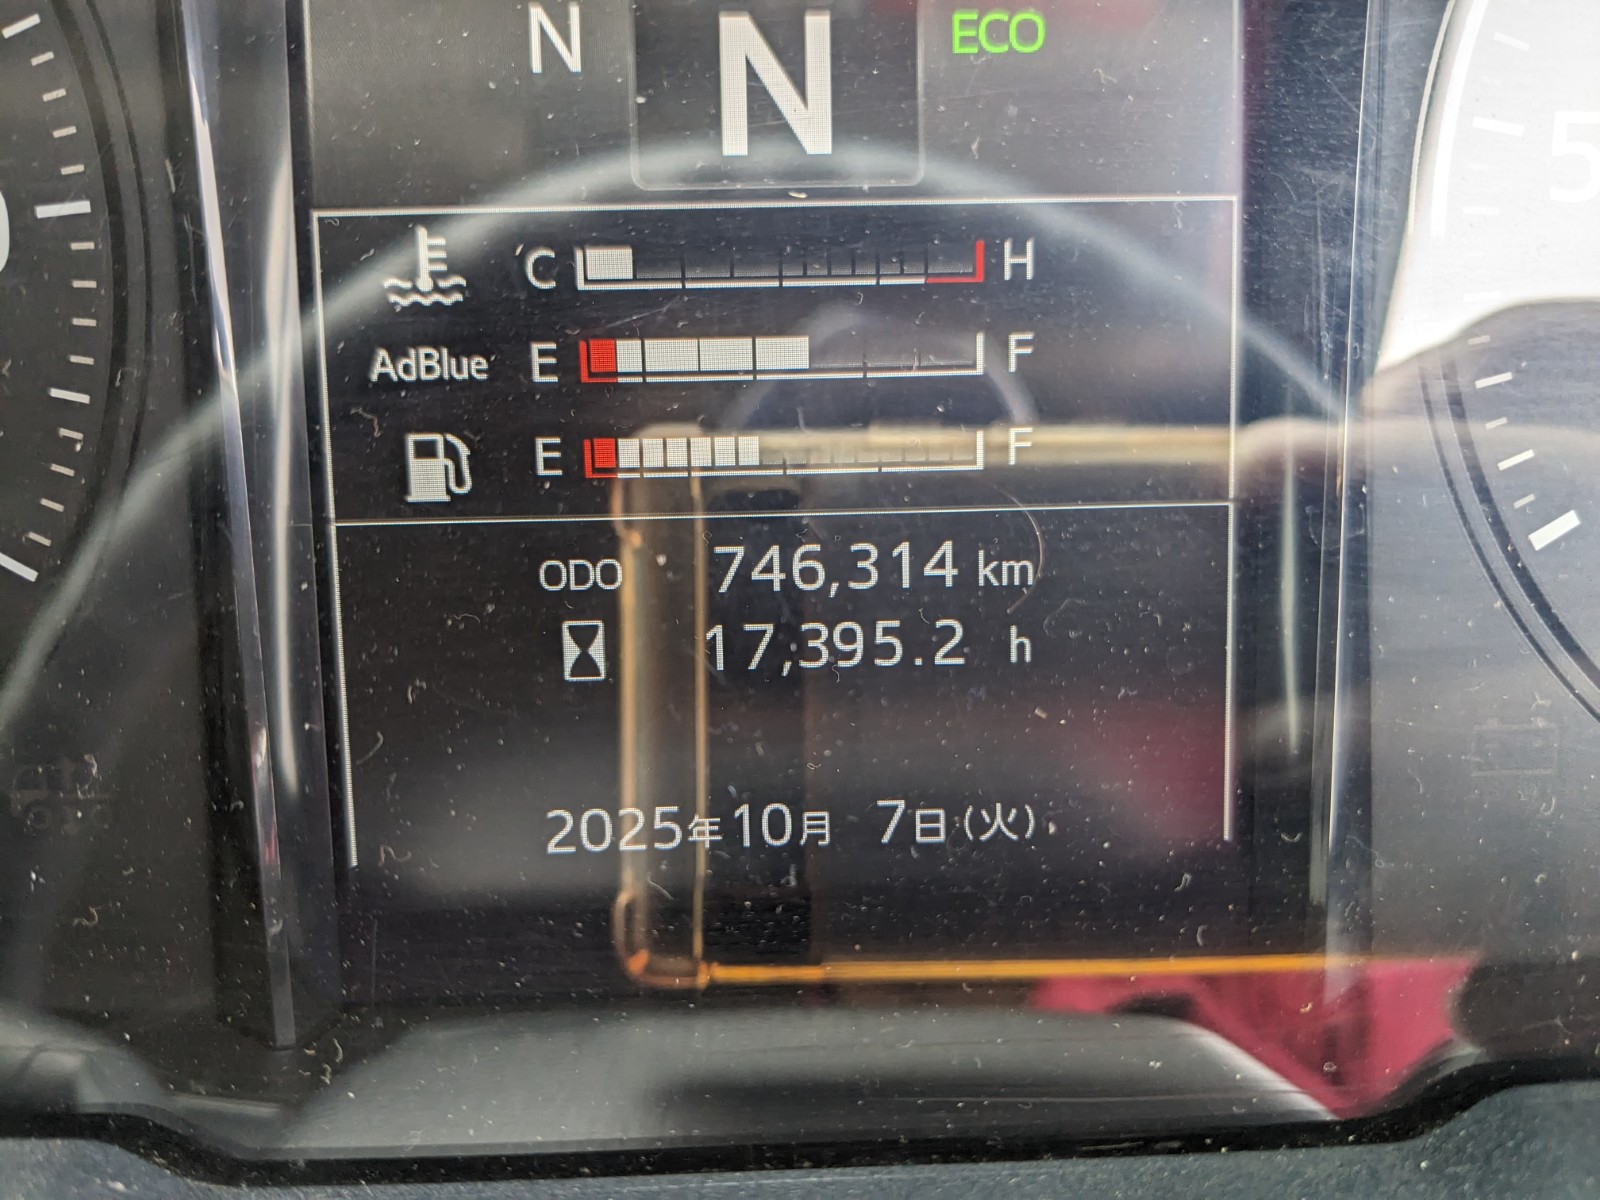 N N ECO
C H
AdBlue E F
E F
ODO 746,314 km
17,395.2 h
2025年10月 7日(火)
5